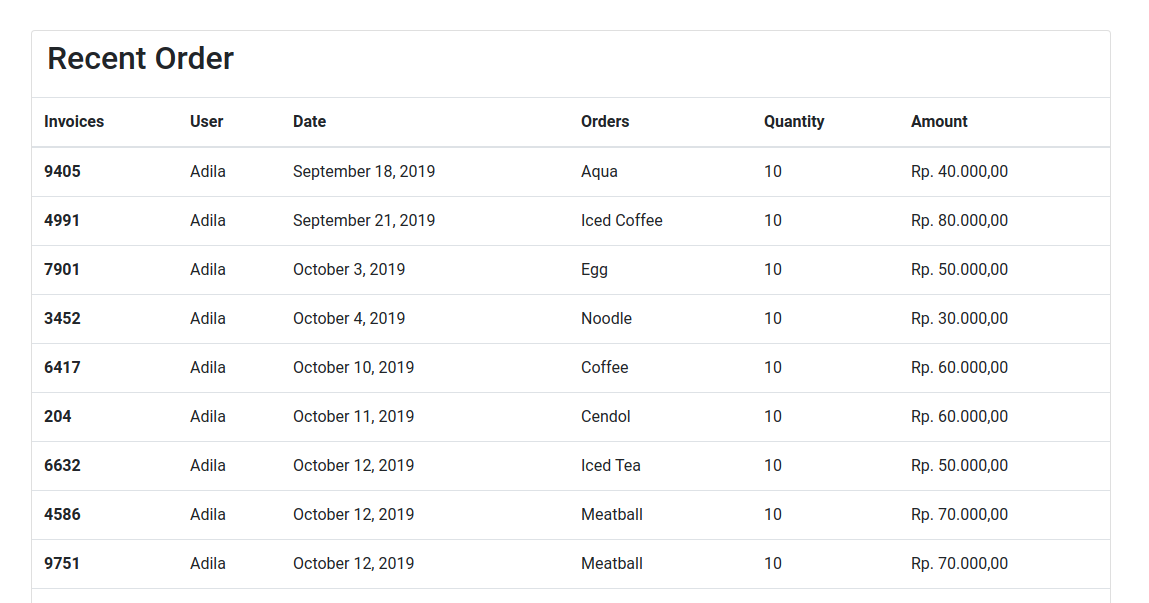 Recent Order
Invoices User Date Orders Quantity Amount
9405 Adila September 18, 2019 Aqua 10 Rp. 40.000,00
4991 Adila September 21, 2019 Iced Coffee 10 Rp. 80.000,00
7901 Adila October 3, 2019 Egg 10 Rp. 50.000,00
3452 Adila October 4, 2019 Noodle 10 Rp. 30.000,00
6417 Adila October 10, 2019 Coffee 10 Rp. 60.000,00
204 Adila October 11, 2019 Cendol 10 Rp. 60.000,00
6632 Adila October 12, 2019 Iced Tea 10 Rp. 50.000,00
4586 Adila October 12, 2019 Meatball 10 Rp. 70.000,00
9751 Adila October 12, 2019 Meatball 10 Rp. 70.000,00